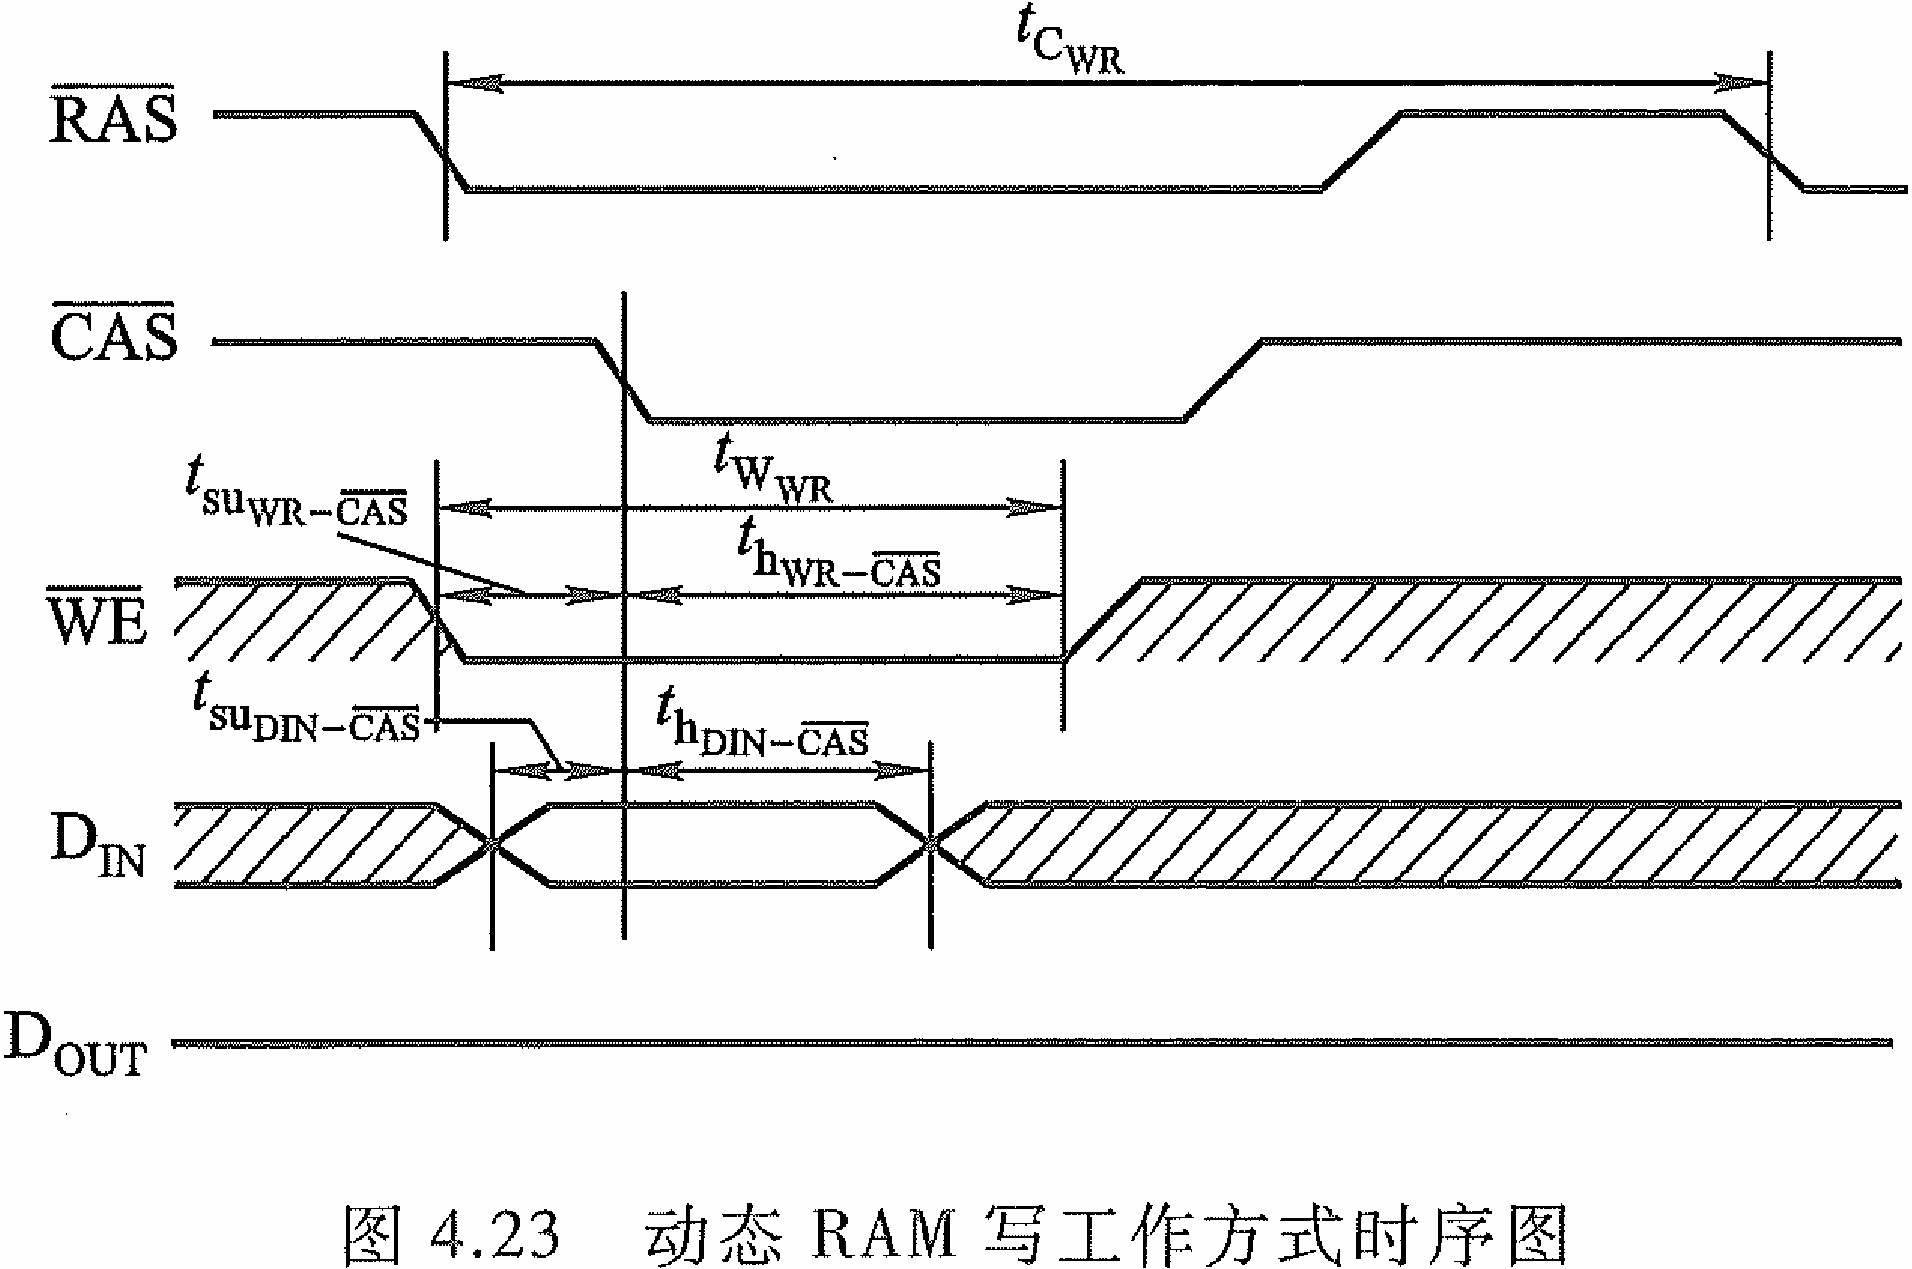 t_{C_{WR}}
\overline{RAS}
\overline{CAS}
t_{W_{WR}}
t_{su_{WR-\overline{CAS}}}
t_{h_{WR-\overline{CAS}}}
\overline{WE}
t_{su_{DIN-\overline{CAS}}} t_{h_{DIN-\overline{CAS}}}
D_{IN}
D_{OUT}
图 4.23 动态 RAM 写工作方式时序图